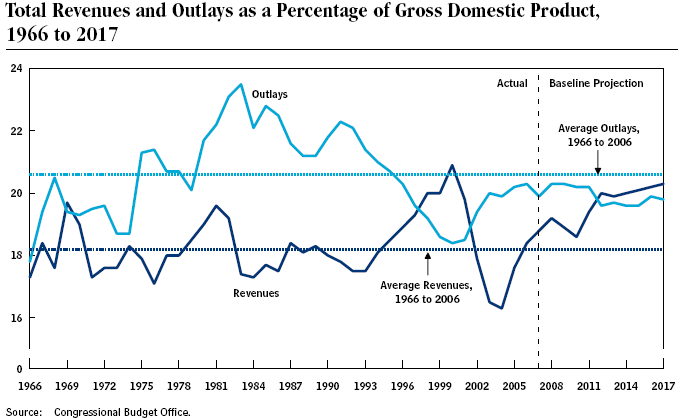 Total Revenues and Outlays as a Percentage of Gross Domestic Product,
1966 to 2017
24
22
20
18
16
0
Actual
Baseline Projection
Outlays
Average Outlays,
1966 to 2006
Revenues
Average Revenues,
1966 to 2006
1966 1969 1972 1975 1978 1981 1984 1987 1990 1993 1996 1999 2002 2005 2008 2011 2014 2017
Source: Congressional Budget Office.